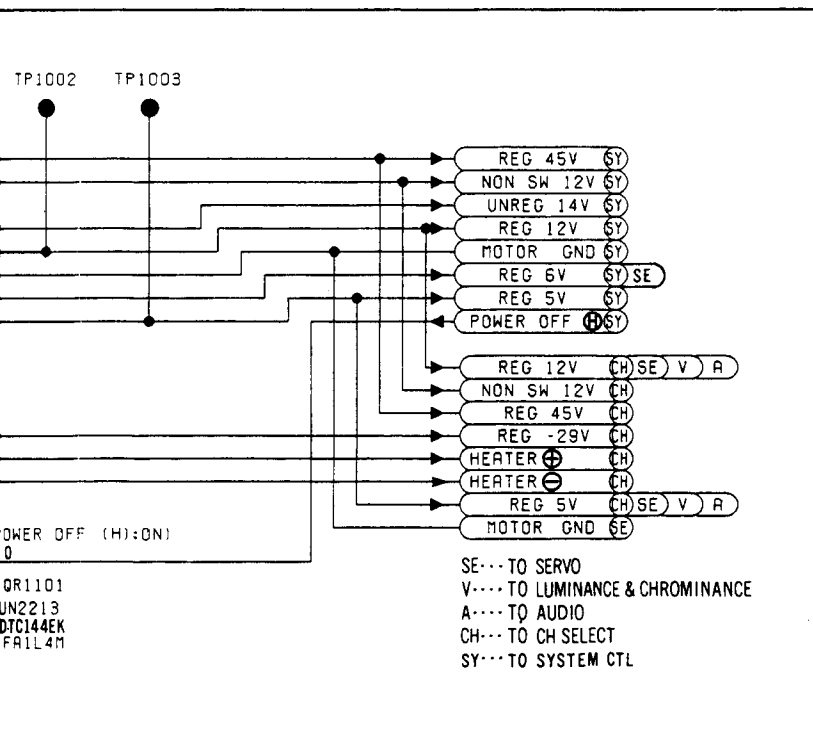 TP1002 TP1003
REG 45V SY
NON SW 12V SY
UNREG 14V SY
REG 12V SY
MOTOR GND SY
REG 6V SY SE
REG 5V SY
POWER OFF H SY
REG 12V CH SE V A
NON SW 12V CH
REG 45V CH
REG -29V CH
HEATER ⊕ CH
HEATER ⊖ CH
REG 5V CH SE V A
MOTOR GND SE
OWER OFF (H):ON)
0
QR1101
UN2213
DTC144EK
FA1L4M
SE··· TO SERVO
V···· TO LUMINANCE & CHROMINANCE
A···· TO AUDIO
CH··· TO CH SELECT
SY··· TO SYSTEM CTL